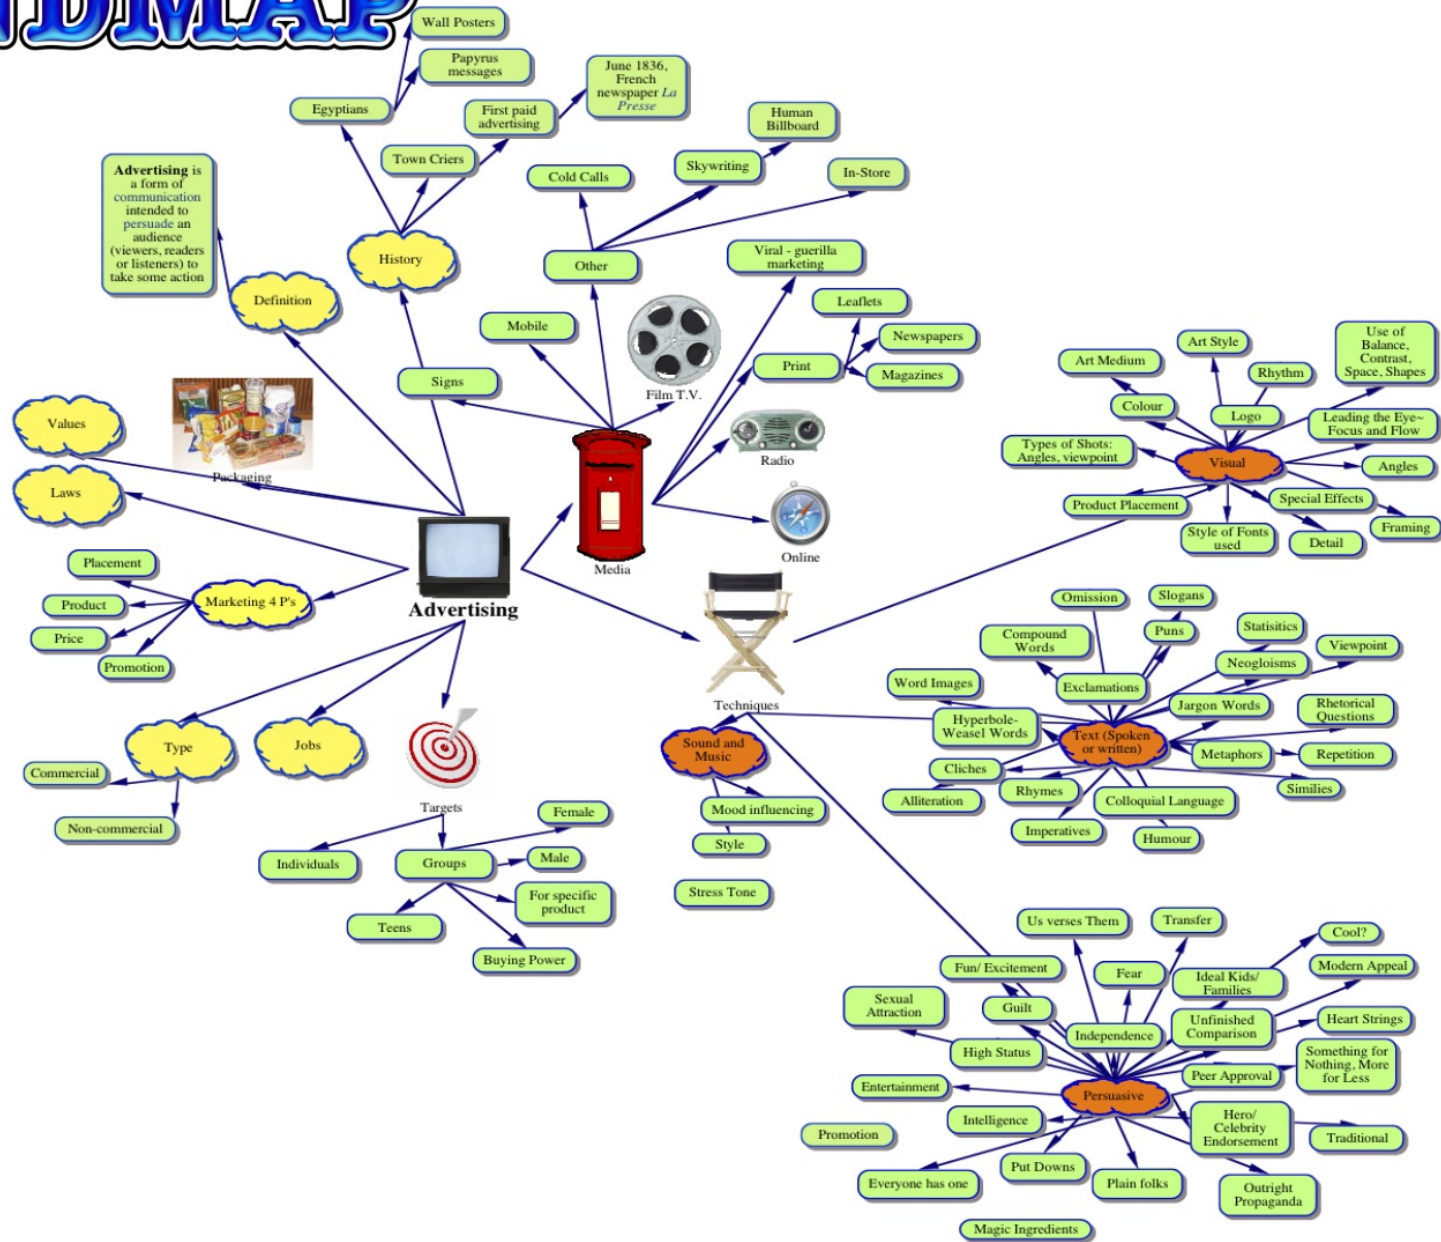 NDMAP
Wall Posters
Papyrus
messages
Egyptians
June 1836,
French
newspaper La
Presse
First paid
advertising
Town Criers
Human
Billboard
Cold Calls
Skywriting
In-Store
Advertising is
a form of
communication
intended to
persuade an
audience
(viewers, readers
or listeners) to
take some action
History
Definition
Other
Viral - guerilla
marketing
Mobile
Leaflets
Newspapers
Magazines
Print
Signs
Film T.V.
Radio
Online
Media
Values
Packaging
Laws
Placement
Product
Price
Promotion
Marketing 4 P's
Advertising
Type
Jobs
Commercial
Non-commercial
Targets
Individuals
Groups
Female
Male
For specific
product
Teens
Buying Power
Techniques
Art Medium
Art Style
Rhythm
Use of
Balance,
Contrast,
Space, Shapes
Colour
Logo
Leading the Eye~
Focus and Flow
Types of Shots:
Angles, viewpoint
Visual
Angles
Product Placement
Special Effects
Style of Fonts
used
Detail
Framing
Omission
Slogans
Compound
Words
Puns
Statisitics
Viewpoint
Neogloisms
Word Images
Exclamations
Jargon Words
Rhetorical
Questions
Hyperbole-
Weasel Words
Text (Spoken
or written)
Metaphors
Repetition
Cliches
Rhymes
Similies
Alliteration
Colloquial Language
Imperatives
Humour
Sound and
Music
Mood influencing
Style
Stress Tone
Us verses Them
Transfer
Cool?
Fun/ Excitement
Fear
Ideal Kids/
Families
Modern Appeal
Sexual
Attraction
Guilt
Independence
Unfinished
Comparison
Heart Strings
High Status
Something for
Nothing, More
for Less
Peer Approval
Entertainment
Persuasive
Intelligence
Hero/
Celebrity
Endorsement
Traditional
Promotion
Everyone has one
Put Downs
Plain folks
Outright
Propaganda
Magic Ingredients